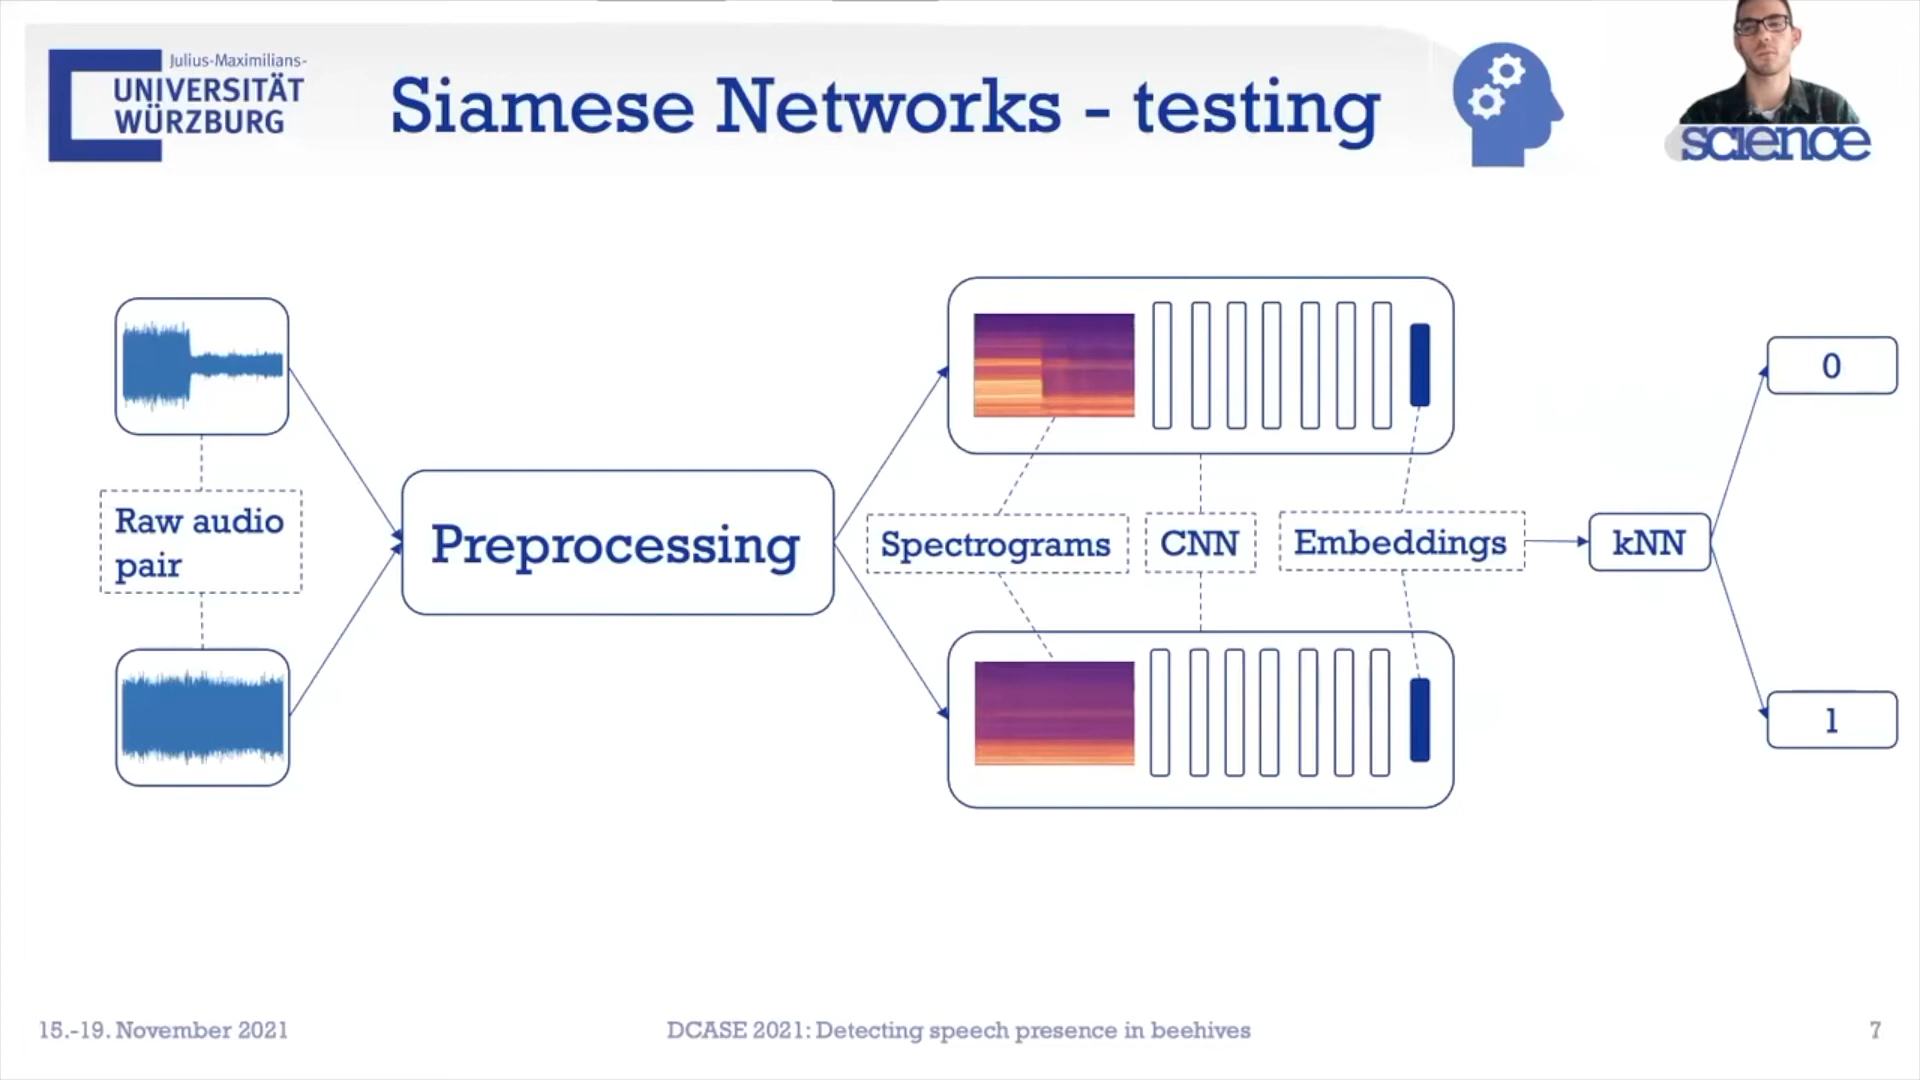 Julius-Maximilians-
UNIVERSITÄT
WÜRZBURG
Siamese Networks - testing
science
Raw audio
pair
Preprocessing
Spectrograms
CNN
Embeddings
kNN
0
1
15.-19. November 2021
DCASE 2021: Detecting speech presence in beehives
7